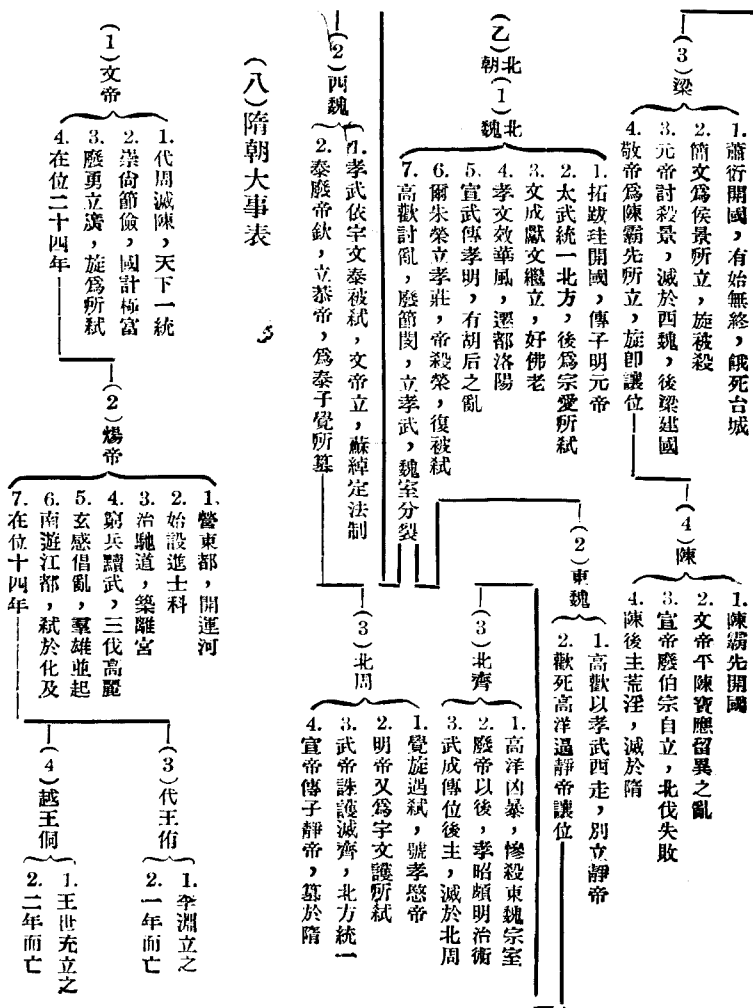 (3)梁
1. 蕭衍開國，有始無終，餓死台城
2. 簡文爲侯景所立，旋被殺
3. 元帝討殺景，滅於西魏，後梁建國
4. 敬帝爲陳霸先所立，旋卽讓位
(4)陳
1. 陳霸先開國
2. 文帝平陳寶應留異之亂
3. 宣帝廢伯宗自立，北伐失敗
4. 陳後主荒淫，滅於隋
(乙)北朝
(1)北魏
1. 拓跋珪開國，傳子明元帝
2. 太武統一北方，後爲宗愛所弑
3. 文成獻文繼立，好佛老
4. 孝文效華風，遷都洛陽
5. 宣武傳孝明，有胡后之亂
6. 爾朱榮立孝莊，帝殺榮，復被弑
7. 高歡討亂，廢節閔，立孝武，魏室分裂
(2)東魏
1. 高歡以孝武西走，別立靜帝
2. 歡死高洋逼靜帝讓位
(3)北齊
1. 高洋凶暴，慘殺東魏宗室
2. 廢帝以後，孝昭頗明治術
3. 武成傳位後主，滅於北周
(2)西魏
1. 孝武依宇文泰被弑，文帝立，蘇綽定法制
2. 泰廢帝欽，立恭帝，爲泰子覺所篡
(3)北周
1. 覺旋遇弑，號孝愍帝
2. 明帝又爲宇文護所弑
3. 武帝誅護滅齊，北方統一
4. 宣帝傳子靜帝，篡於隋
(八)隋朝大事表
(1)文帝
1. 代周滅陳，天下一統
2. 崇尚節儉，國計極富
3. 廢勇立廣，旋爲所弑
4. 在位二十四年
(2)煬帝
1. 營東都，開運河
2. 始設進士科
3. 治馳道，築離宮
4. 窮兵黷武，三伐高麗
5. 玄感倡亂，羣雄並起
6. 南遊江都，弑於化及
7. 在位十四年
(3)代王侑
1. 李淵立之
2. 一年而亡
(4)越王侗
1. 王世充立之
2. 二年而亡